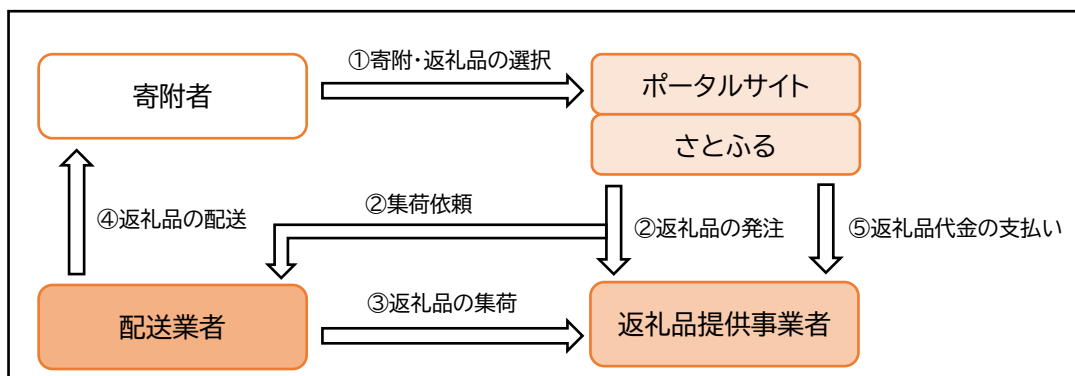 ①寄附・返礼品の選択
寄附者
ポータルサイト
さとふる
④返礼品の配送
②集荷依頼
②返礼品の発注
⑤返礼品代金の支払い
配送業者
③返礼品の集荷
返礼品提供事業者